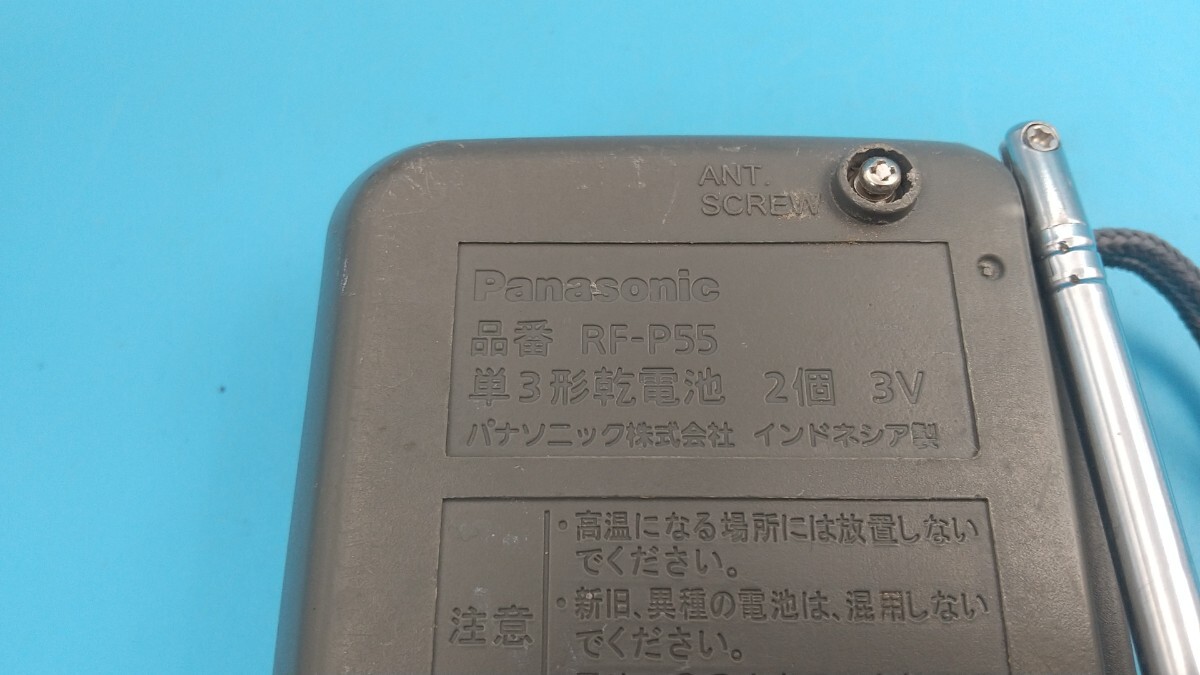 ANT.
SCREW
Panasonic
品番 RF-P55
単3形乾電池 2個 3V
パナソニック株式会社 インドネシア製
注意
・高温になる場所には放置しない
でください。
・新旧、異種の電池は、混用しない
でください。